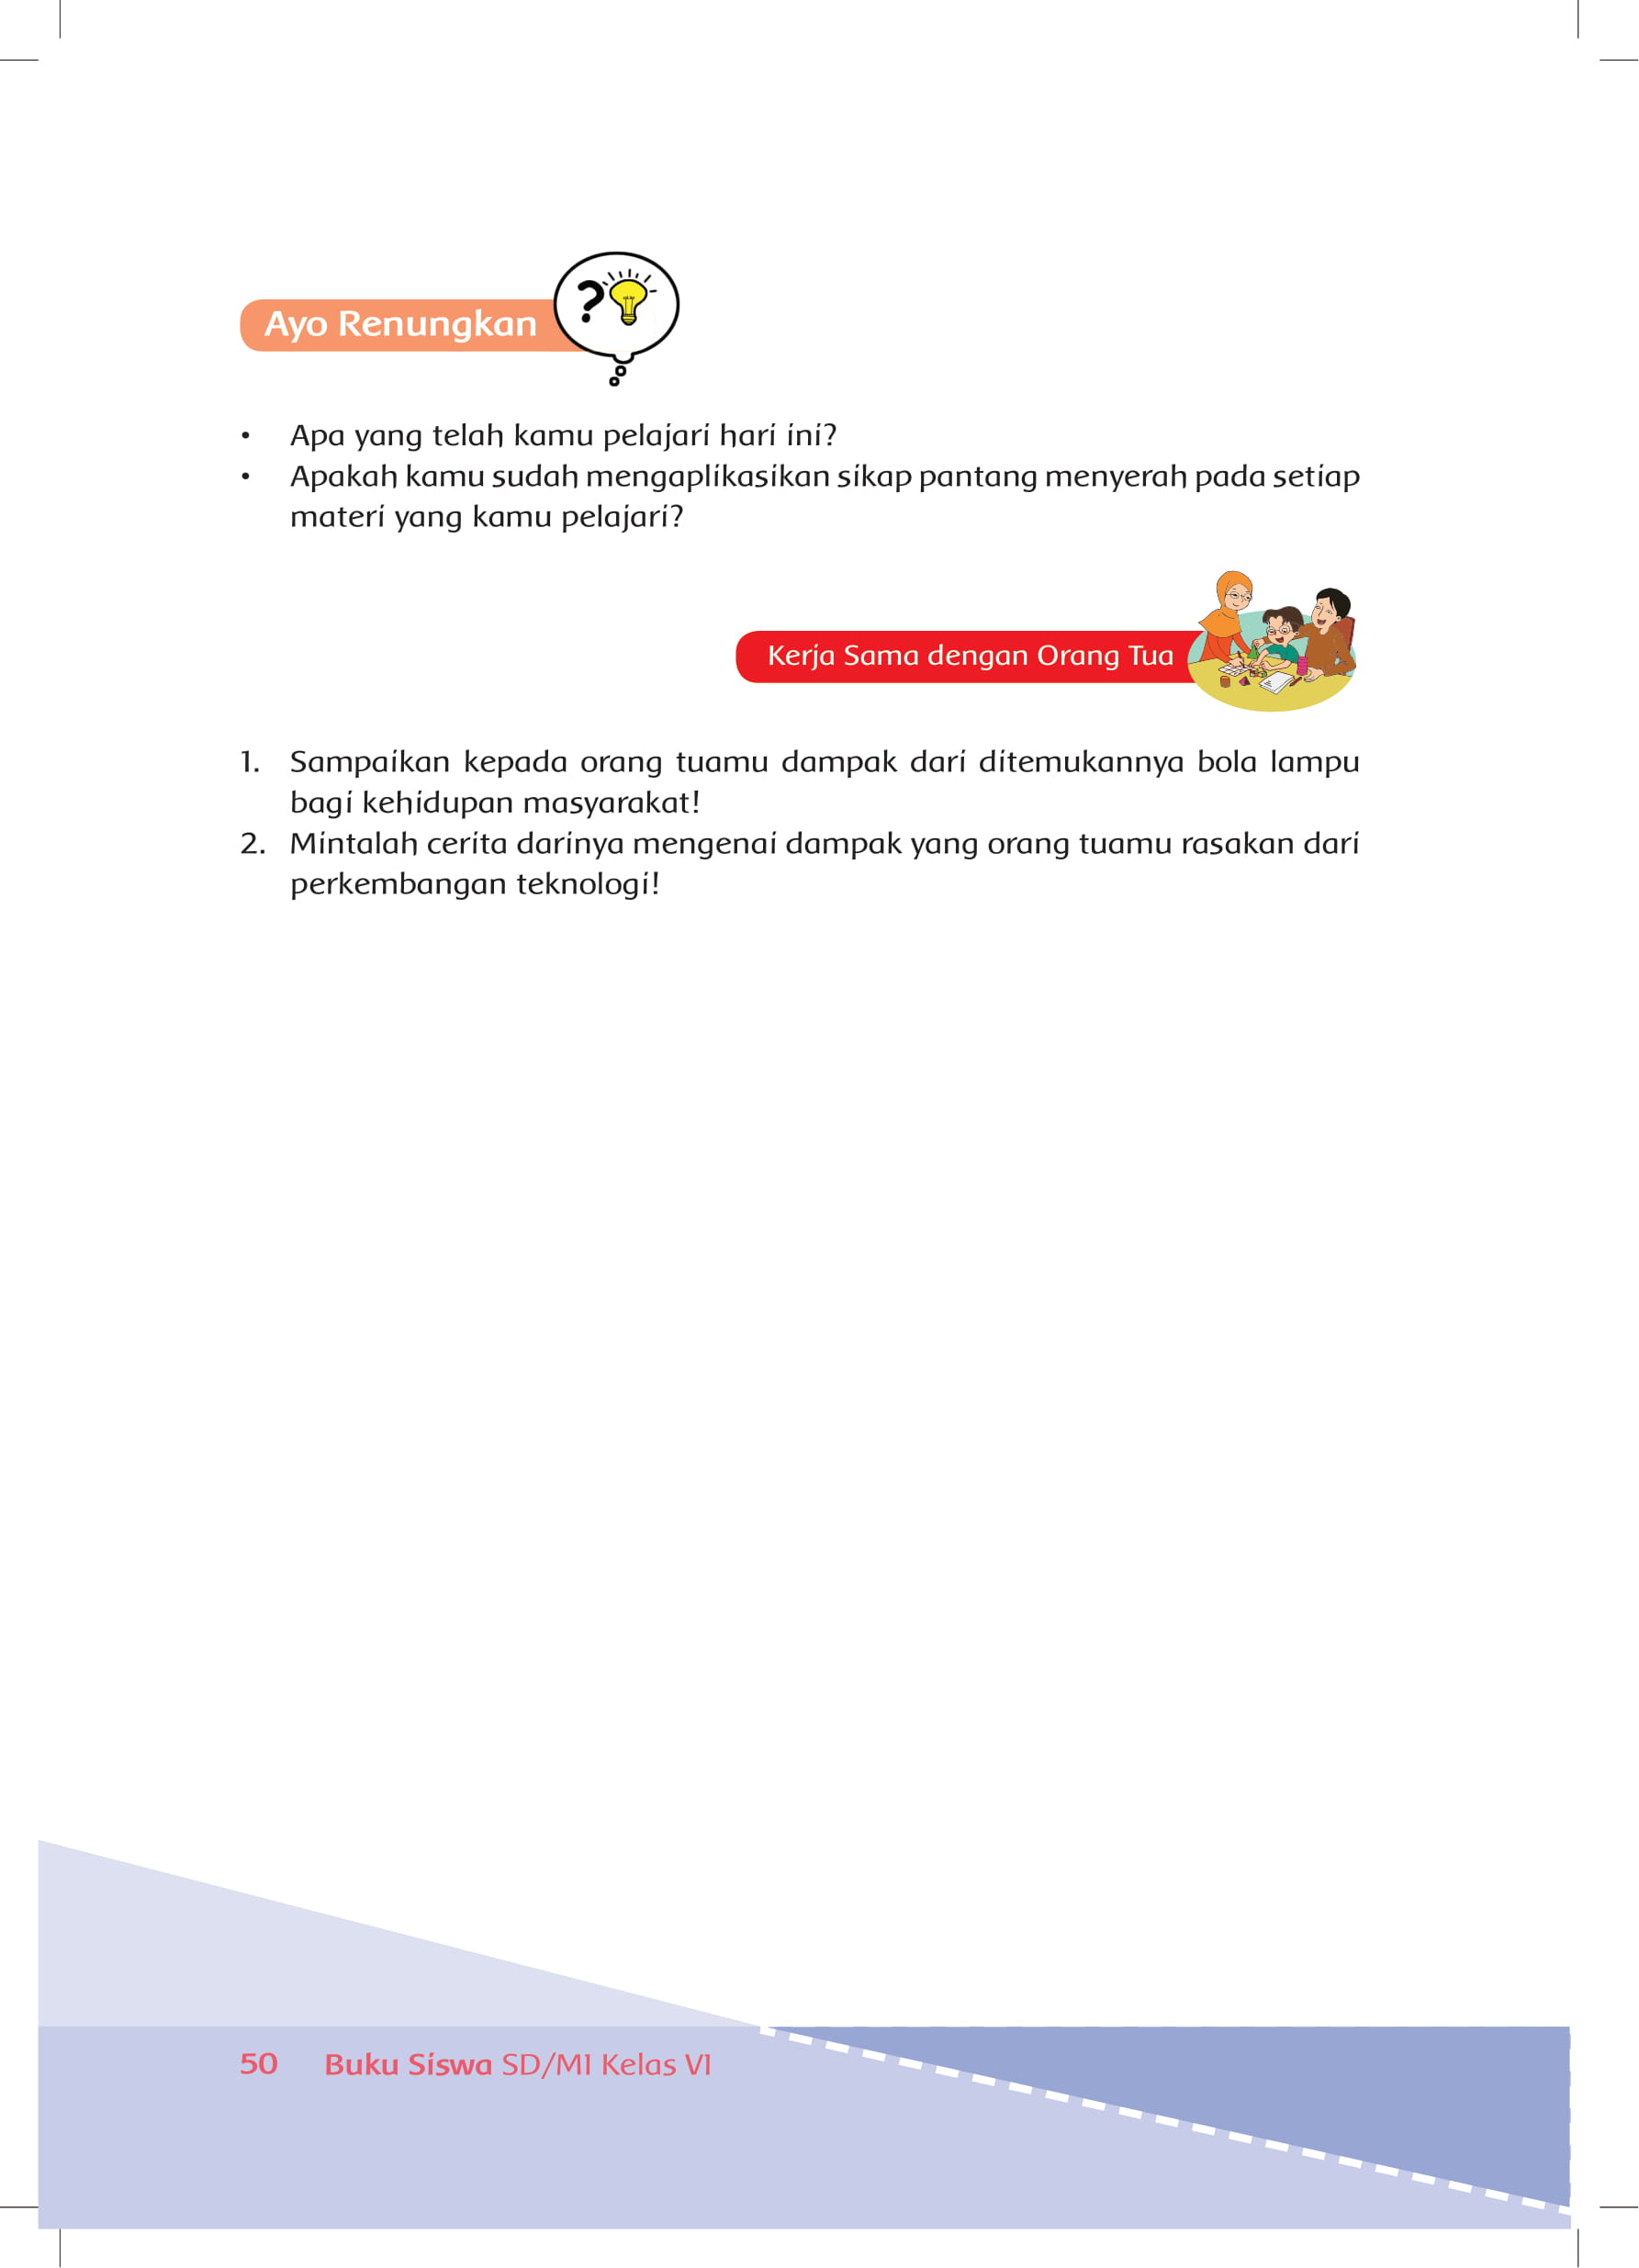 Ayo Renungkan
?
• Apa yang telah kamu pelajari hari ini?
• Apakah kamu sudah mengaplikasikan sikap pantang menyerah pada setiap
materi yang kamu pelajari?
Kerja Sama dengan Orang Tua
1. Sampaikan kepada orang tuamu dampak dari ditemukannya bola lampu
bagi kehidupan masyarakat!
2. Mintalah cerita darinya mengenai dampak yang orang tuamu rasakan dari
perkembangan teknologi!
50 Buku Siswa SD/MI Kelas VI